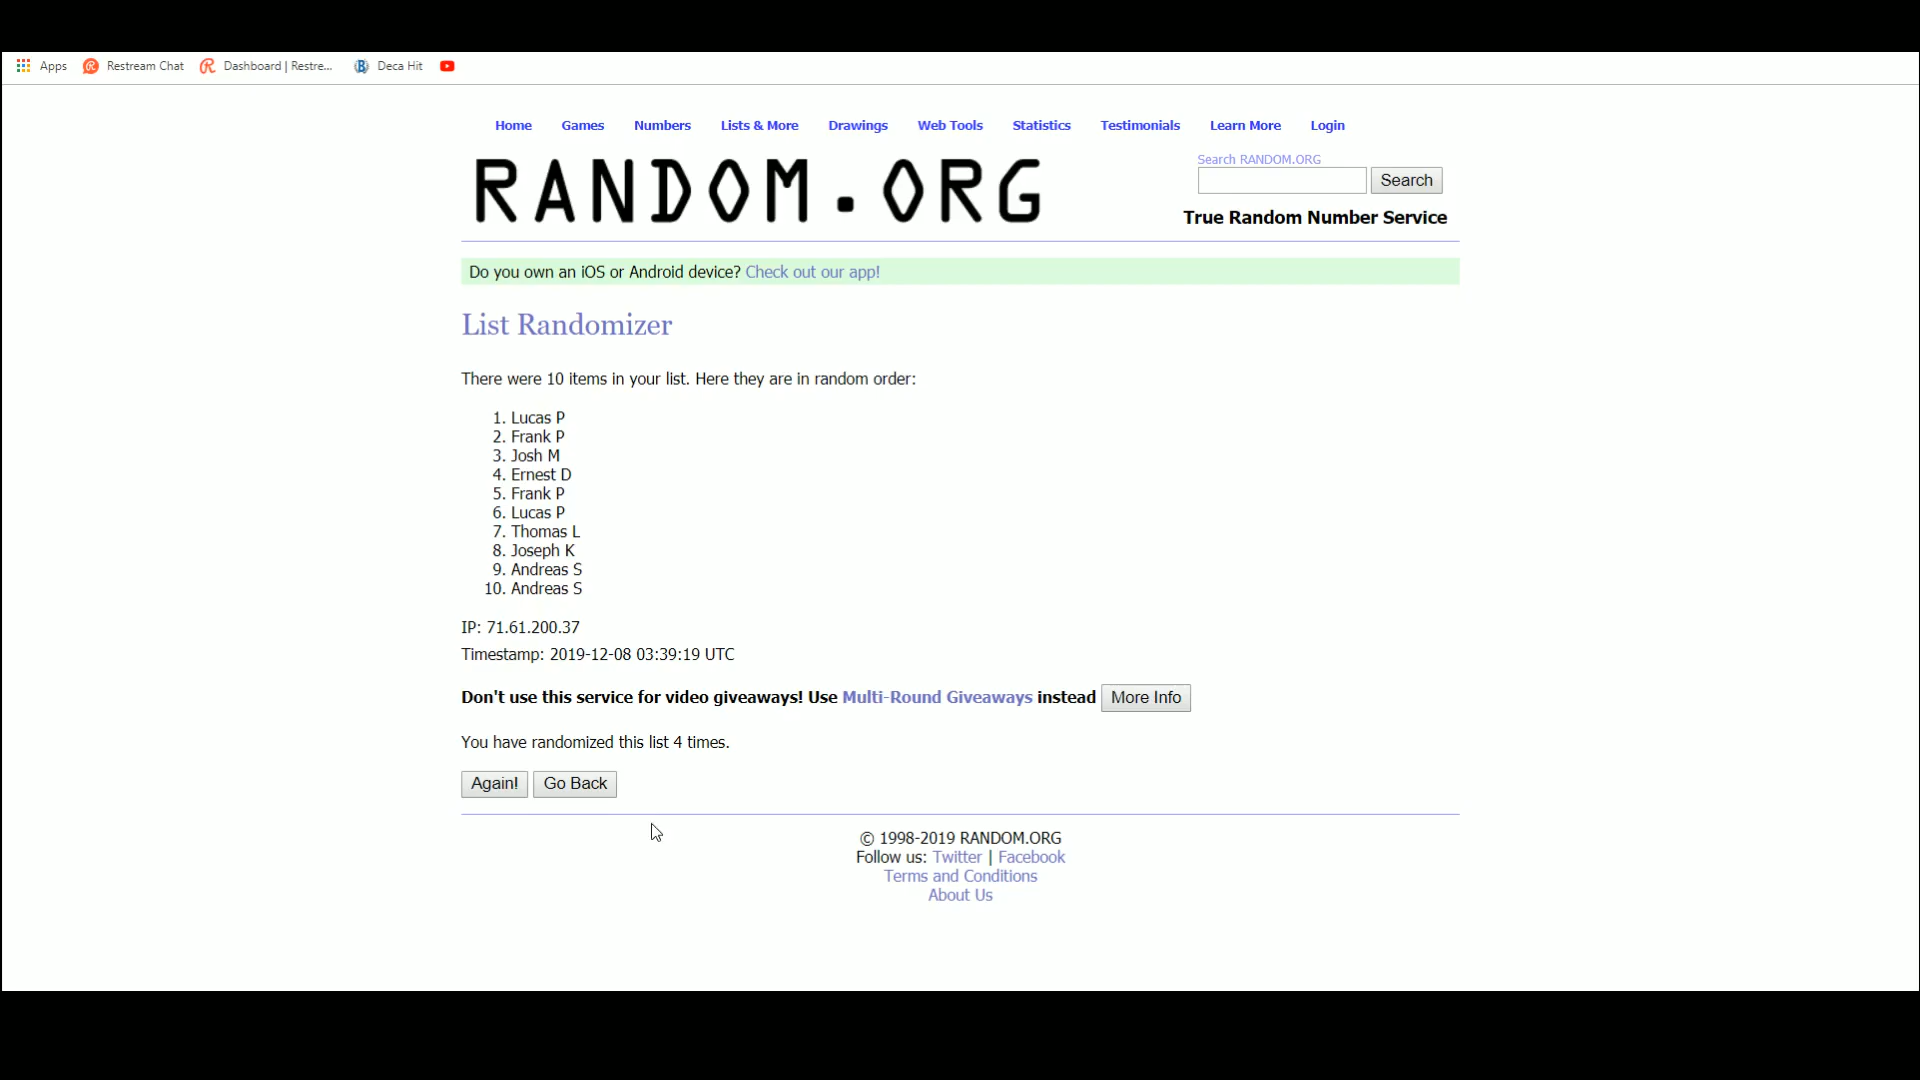 Apps Restream Chat Dashboard | Restre... Deca Hit
Home Games Numbers Lists & More Drawings Web Tools Statistics Testimonials Learn More Login
RANDOM.ORG
Search RANDOM.ORG
Search
True Random Number Service
Do you own an iOS or Android device? Check out our app!
List Randomizer
There were 10 items in your list. Here they are in random order:
1. Lucas P
2. Frank P
3. Josh M
4. Ernest D
5. Frank P
6. Lucas P
7. Thomas L
8. Joseph K
9. Andreas S
10. Andreas S
IP: 71.61.200.37
Timestamp: 2019-12-08 03:39:19 UTC
Don't use this service for video giveaways! Use Multi-Round Giveaways instead More Info
You have randomized this list 4 times.
Again! Go Back
© 1998-2019 RANDOM.ORG
Follow us: Twitter | Facebook
Terms and Conditions
About Us